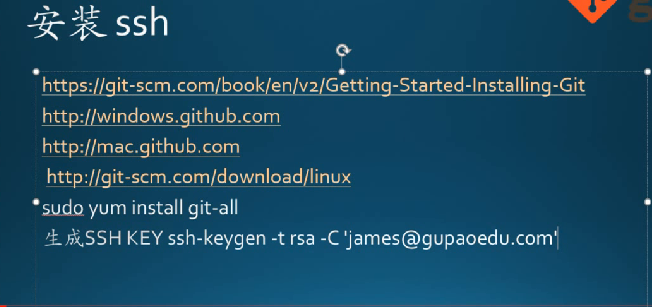 安装 ssh
https://git-scm.com/book/en/v2/Getting-Started-Installing-Git
http://windows.github.com
http://mac.github.com
http://git-scm.com/download/linux
sudo yum install git-all
生成SSH KEY ssh-keygen -t rsa -C 'james@gupaoedu.com'